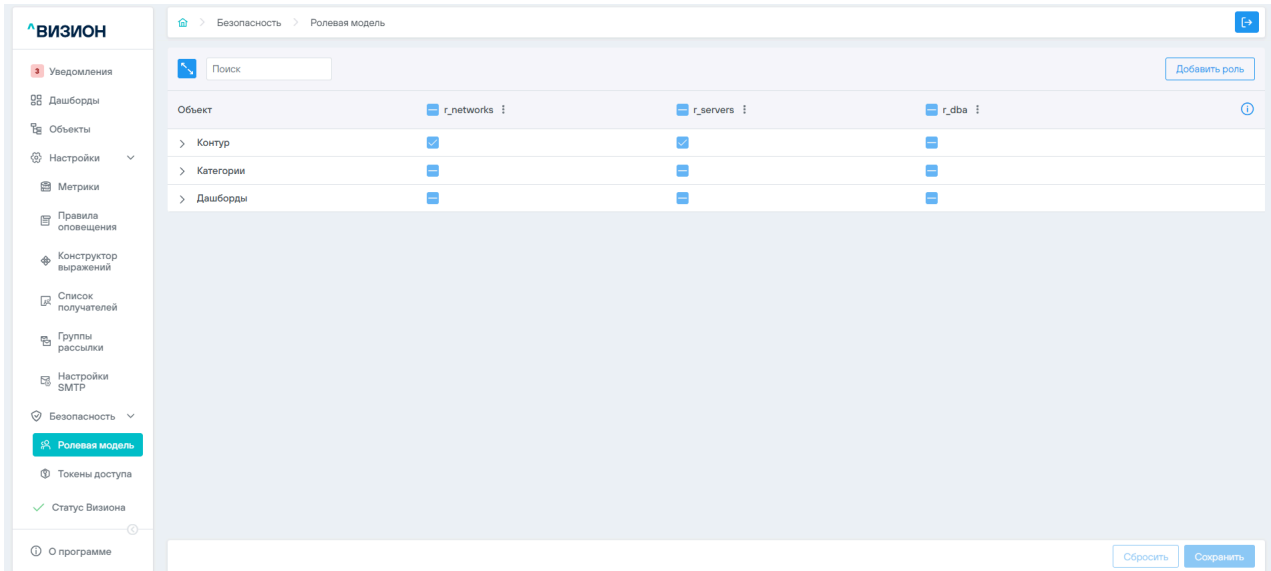 ^ВИЗИОН
Безопасность > Ролевая модель
3 Уведомления
Дашборды
Объекты
Настройки
Метрики
Правила
оповещения
Конструктор
выражений
Список
получателей
Группы
рассылки
Настройки
SMTP
Безопасность
Ролевая модель
Токены доступа
Статус Визиона
О программе
Поиск
Добавить роль
Объект r_networks r_servers r_dba
Контур
Категории
Дашборды
Сбросить Сохранить